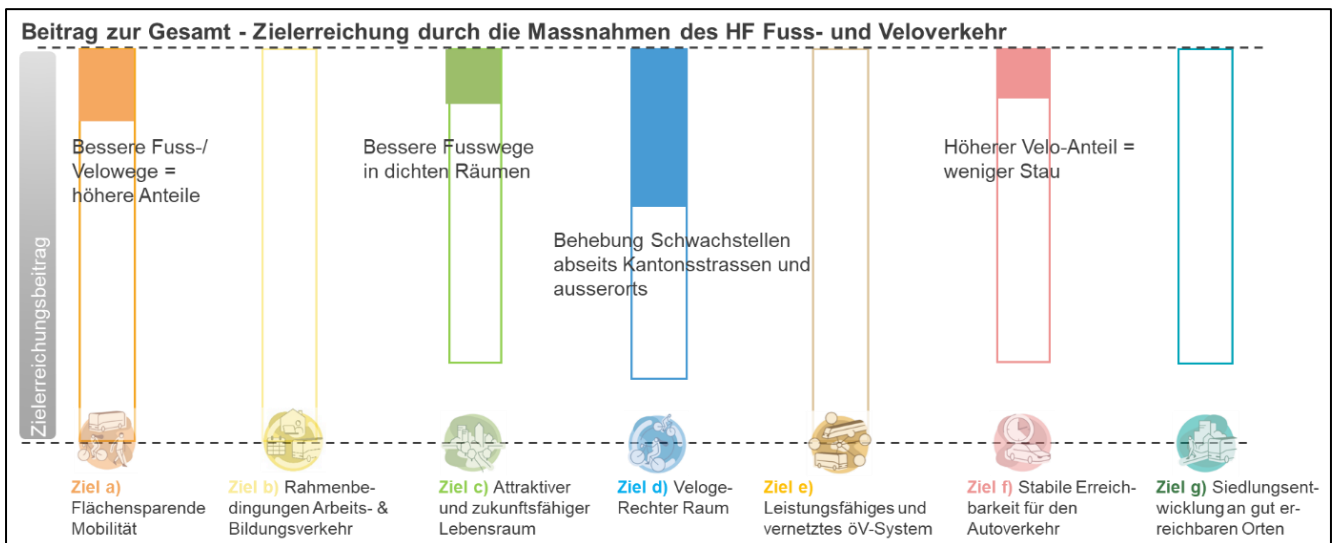 Beitrag zur Gesamt - Zielerreichung durch die Massnahmen des HF Fuss- und Veloverkehr
Zielerreichungsbeitrag
Bessere Fuss-/
Velowege =
höhere Anteile
Bessere Fusswege
in dichten Räumen
Behebung Schwachstellen
abseits Kantonsstrassen und
ausserorts
Höherer Velo-Anteil =
weniger Stau
Ziel a)
Flächensparende
Mobilität
Ziel b) Rahmenbe-
dingungen Arbeits- &
Bildungsverkehr
Ziel c) Attraktiver
und zukunftsfähiger
Lebensraum
Ziel d) Veloge-
Rechter Raum
Ziel e)
Leistungsfähiges und
vernetztes öV-System
Ziel f) Stabile Erreich-
barkeit für den
Autoverkehr
Ziel g) Siedlungsent-
wicklung an gut er-
reichbaren Orten